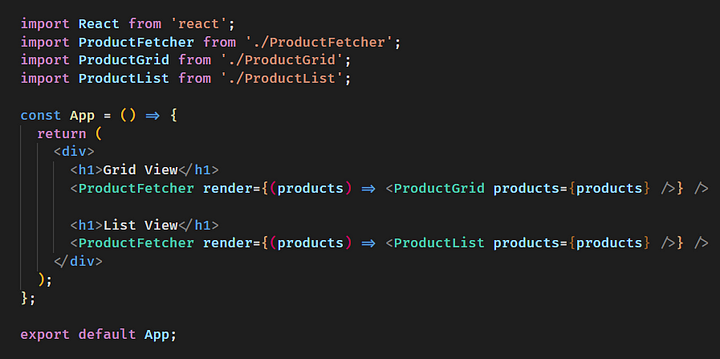 import React from 'react';
import ProductFetcher from './ProductFetcher';
import ProductGrid from './ProductGrid';
import ProductList from './ProductList';

const App = () => {
  return (
    <div>
      <h1>Grid View</h1>
      <ProductFetcher render={(products) => <ProductGrid products={products} />} />

      <h1>List View</h1>
      <ProductFetcher render={(products) => <ProductList products={products} />} />
    </div>
  );
};

export default App;